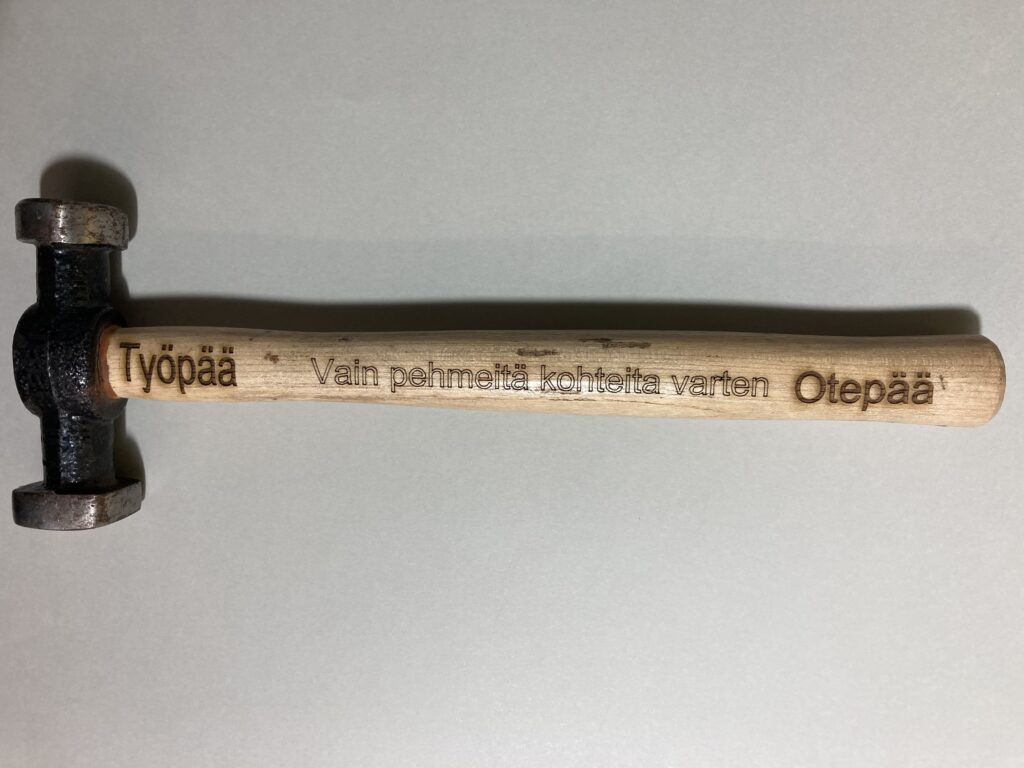 Työpää Vain pehmeitä kohteita varten Otepää